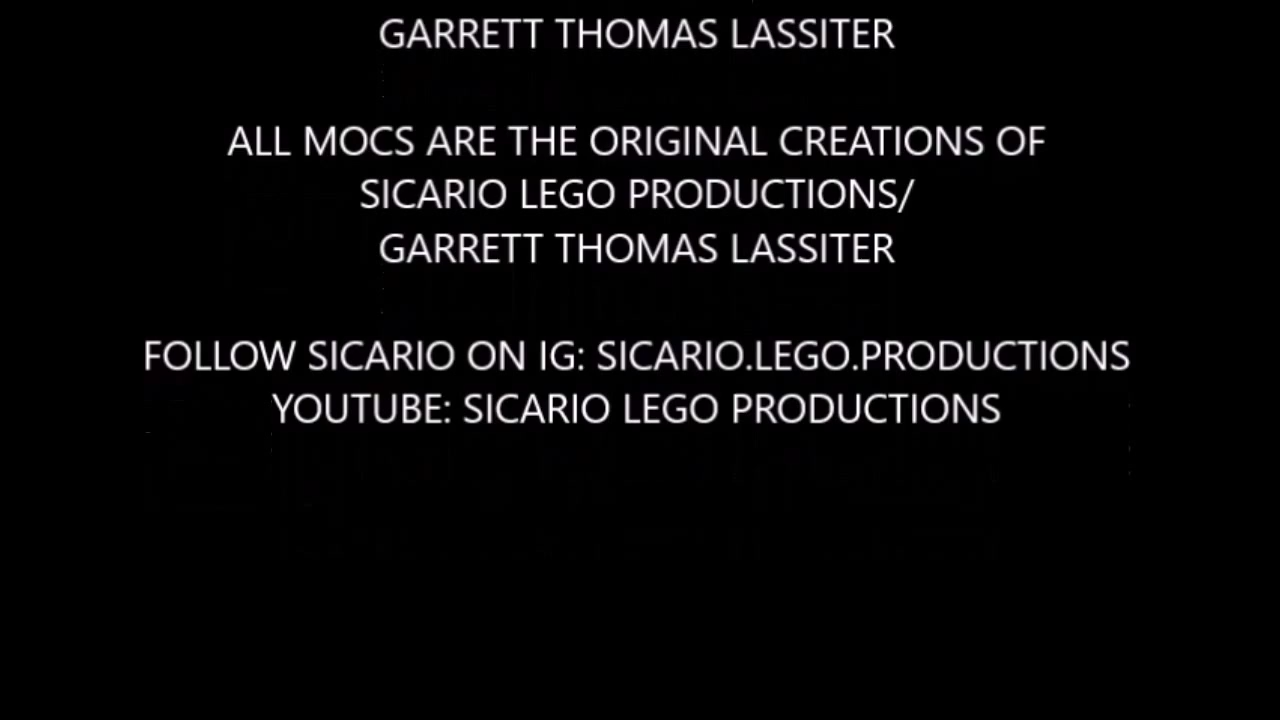 GARRETT THOMAS LASSITER
ALL MOCS ARE THE ORIGINAL CREATIONS OF
SICARIO LEGO PRODUCTIONS/
GARRETT THOMAS LASSITER
FOLLOW SICARIO ON IG: SICARIO.LEGO.PRODUCTIONS
YOUTUBE: SICARIO LEGO PRODUCTIONS